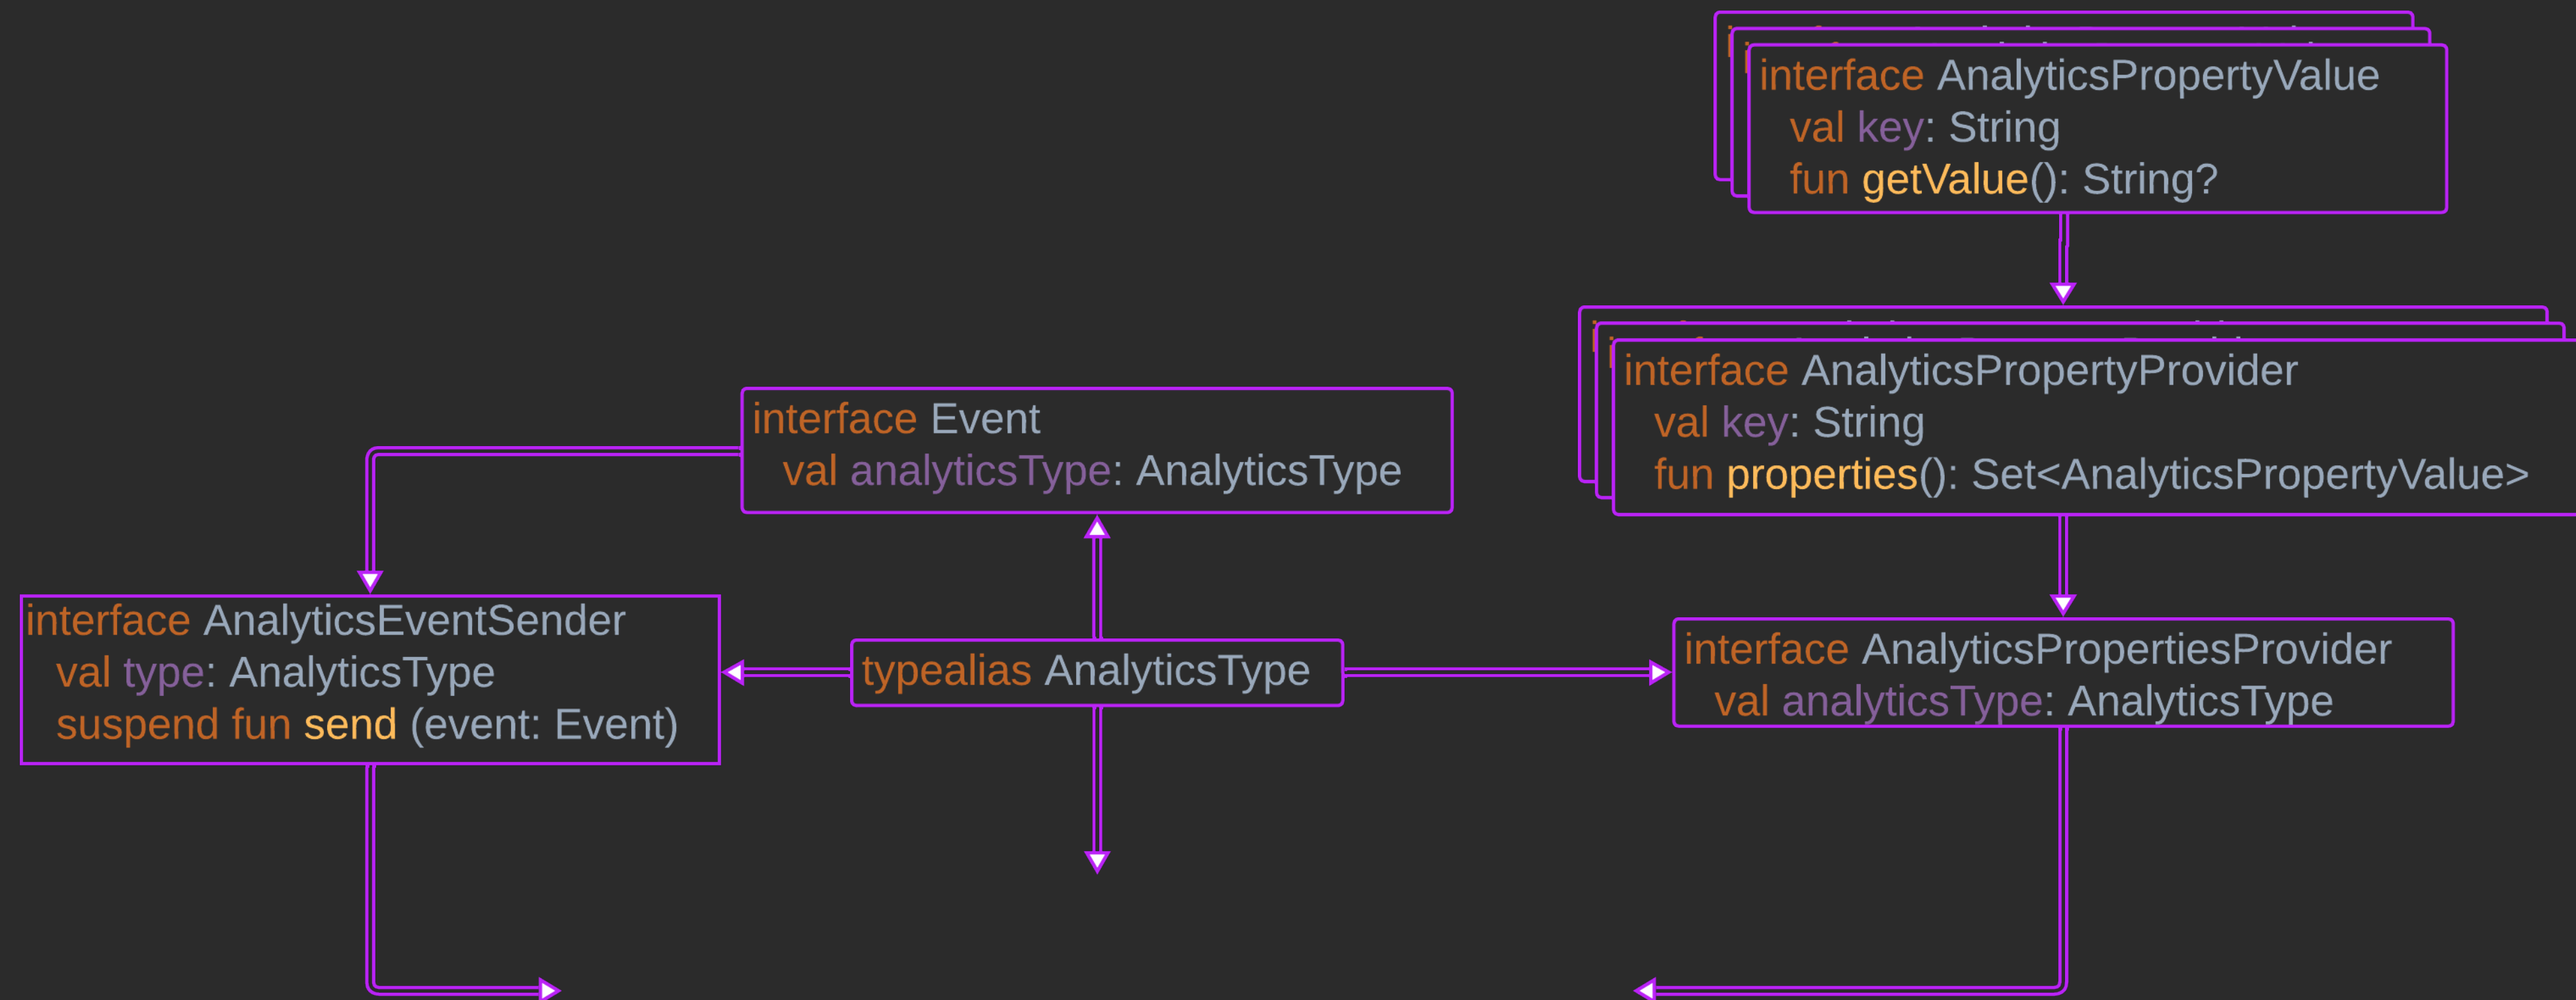 interface AnalyticsPropertyValue
val key: String
fun getValue(): String?
interface AnalyticsPropertyProvider
val key: String
fun properties(): Set<AnalyticsPropertyValue>
interface Event
val analyticsType: AnalyticsType
interface AnalyticsEventSender
val type: AnalyticsType
suspend fun send (event: Event)
typealias AnalyticsType
interface AnalyticsPropertiesProvider
val analyticsType: AnalyticsType